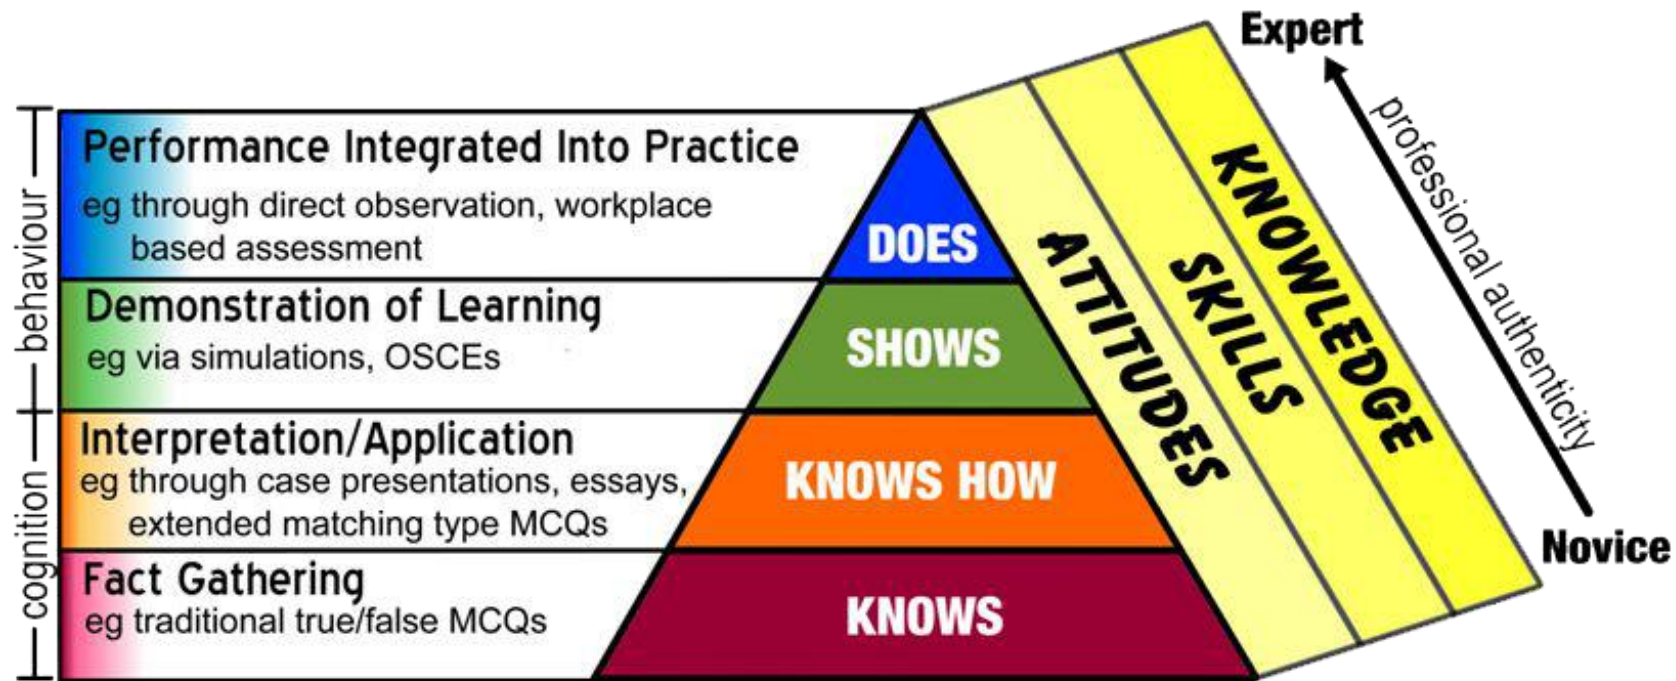 Expert
professional authenticity
Novice
behaviour
cognition
Performance Integrated Into Practice
eg through direct observation, workplace
based assessment
DOES
Demonstration of Learning
eg via simulations, OSCEs
SHOWS
Interpretation/Application
eg through case presentations, essays,
extended matching type MCQs
KNOWS HOW
Fact Gathering
eg traditional true/false MCQs
KNOWS
ATTITUDES
SKILLS
KNOWLEDGE